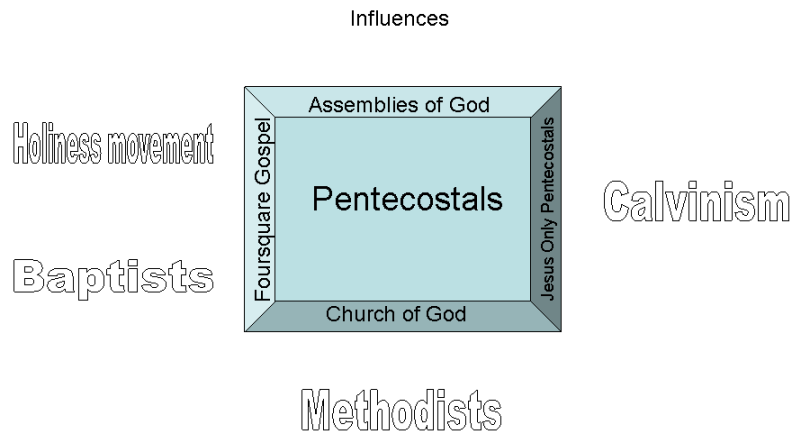 Influences
Assemblies of God
Holiness movement
Foursquare Gospel
Pentecostals
Jesus Only Pentecostals
Calvinism
Baptists
Church of God
Methodists